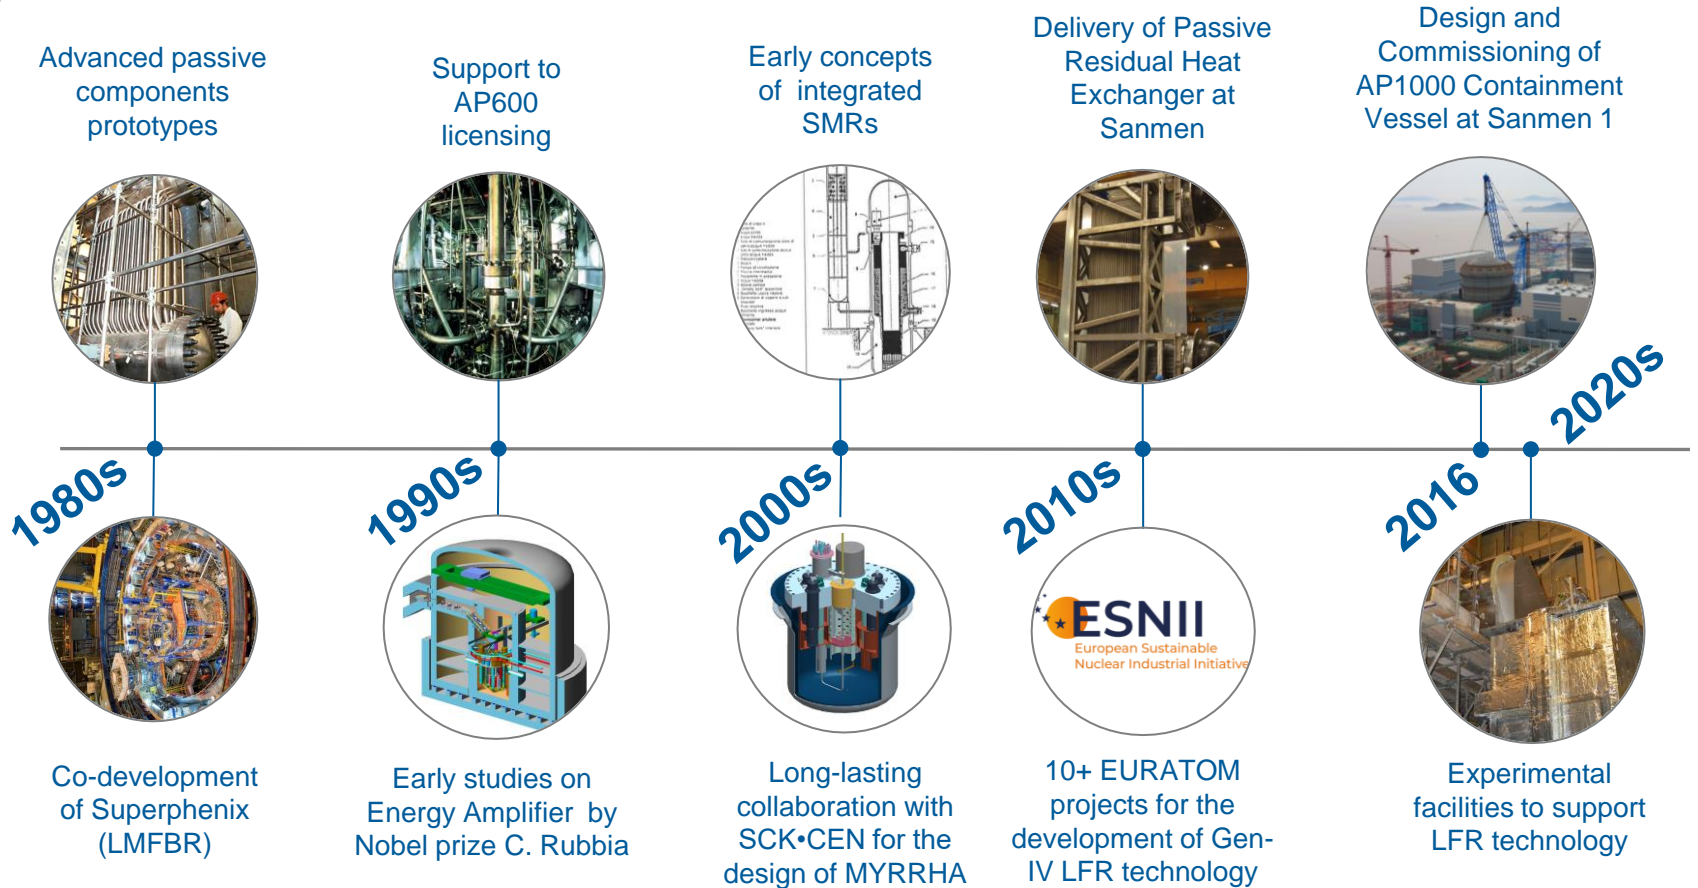 Advanced passive
components
prototypes
Support to
AP600
licensing
Early concepts
of integrated
SMRs
Delivery of Passive
Residual Heat
Exchanger at
Sanmen
Design and
Commissioning of
AP1000 Containment
Vessel at Sanmen 1
1980s
1990s
2000s
2010s
2016
2020s
ESNII
European Sustainable
Nuclear Industrial Initiative
Co-development
of Superphenix
(LMFBR)
Early studies on
Energy Amplifier by
Nobel prize C. Rubbia
Long-lasting
collaboration with
SCK•CEN for the
design of MYRRHA
10+ EURATOM
projects for the
development of Gen-
IV LFR technology
Experimental
facilities to support
LFR technology